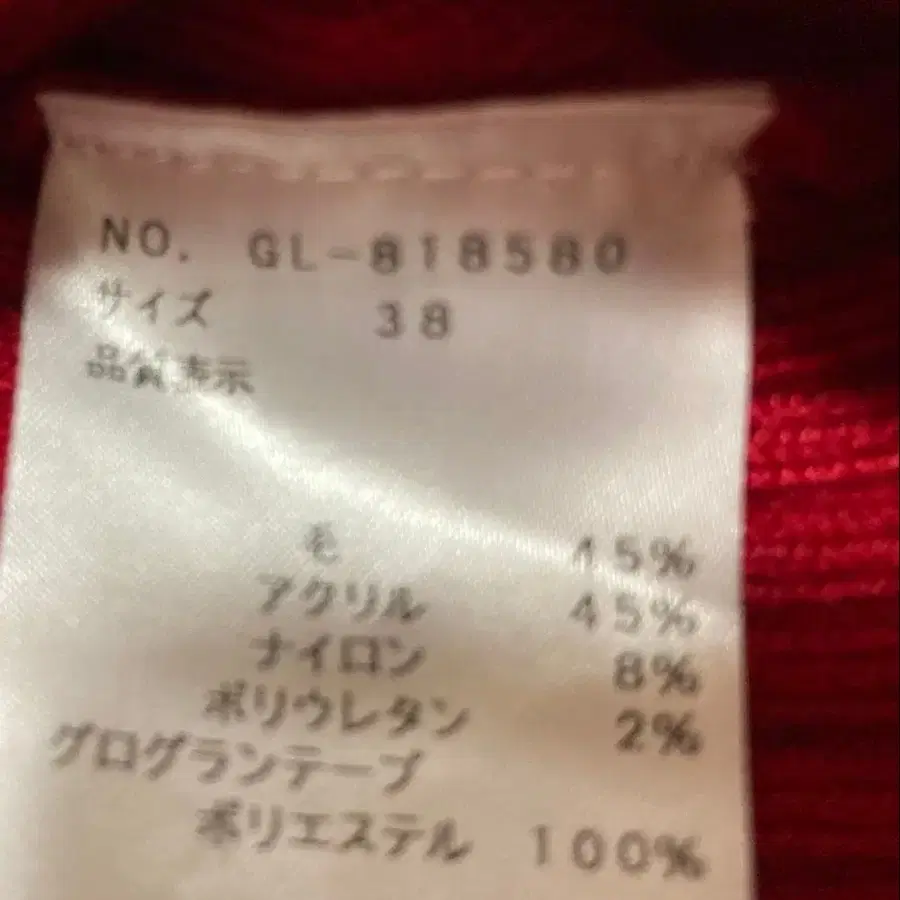 NO. GL-818580
サイズ 38
品質表示
毛 45%
アクリル 45%
ナイロン 8%
ポリウレタン 2%
グログランテープ
ポリエステル 100%